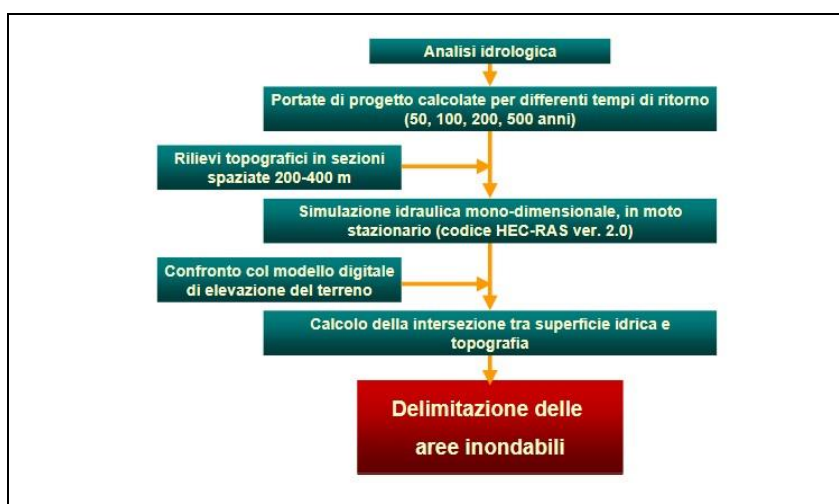 Analisi idrologica
Portate di progetto calcolate per differenti tempi di ritorno
(50, 100, 200, 500 anni)
Rilievi topografici in sezioni
spaziate 200-400 m
Simulazione idraulica mono-dimensionale, in moto
stazionario (codice HEC-RAS ver. 2.0)
Confronto col modello digitale
di elevazione del terreno
Calcolo della intersezione tra superficie idrica e
topografia
Delimitazione delle
aree inondabili